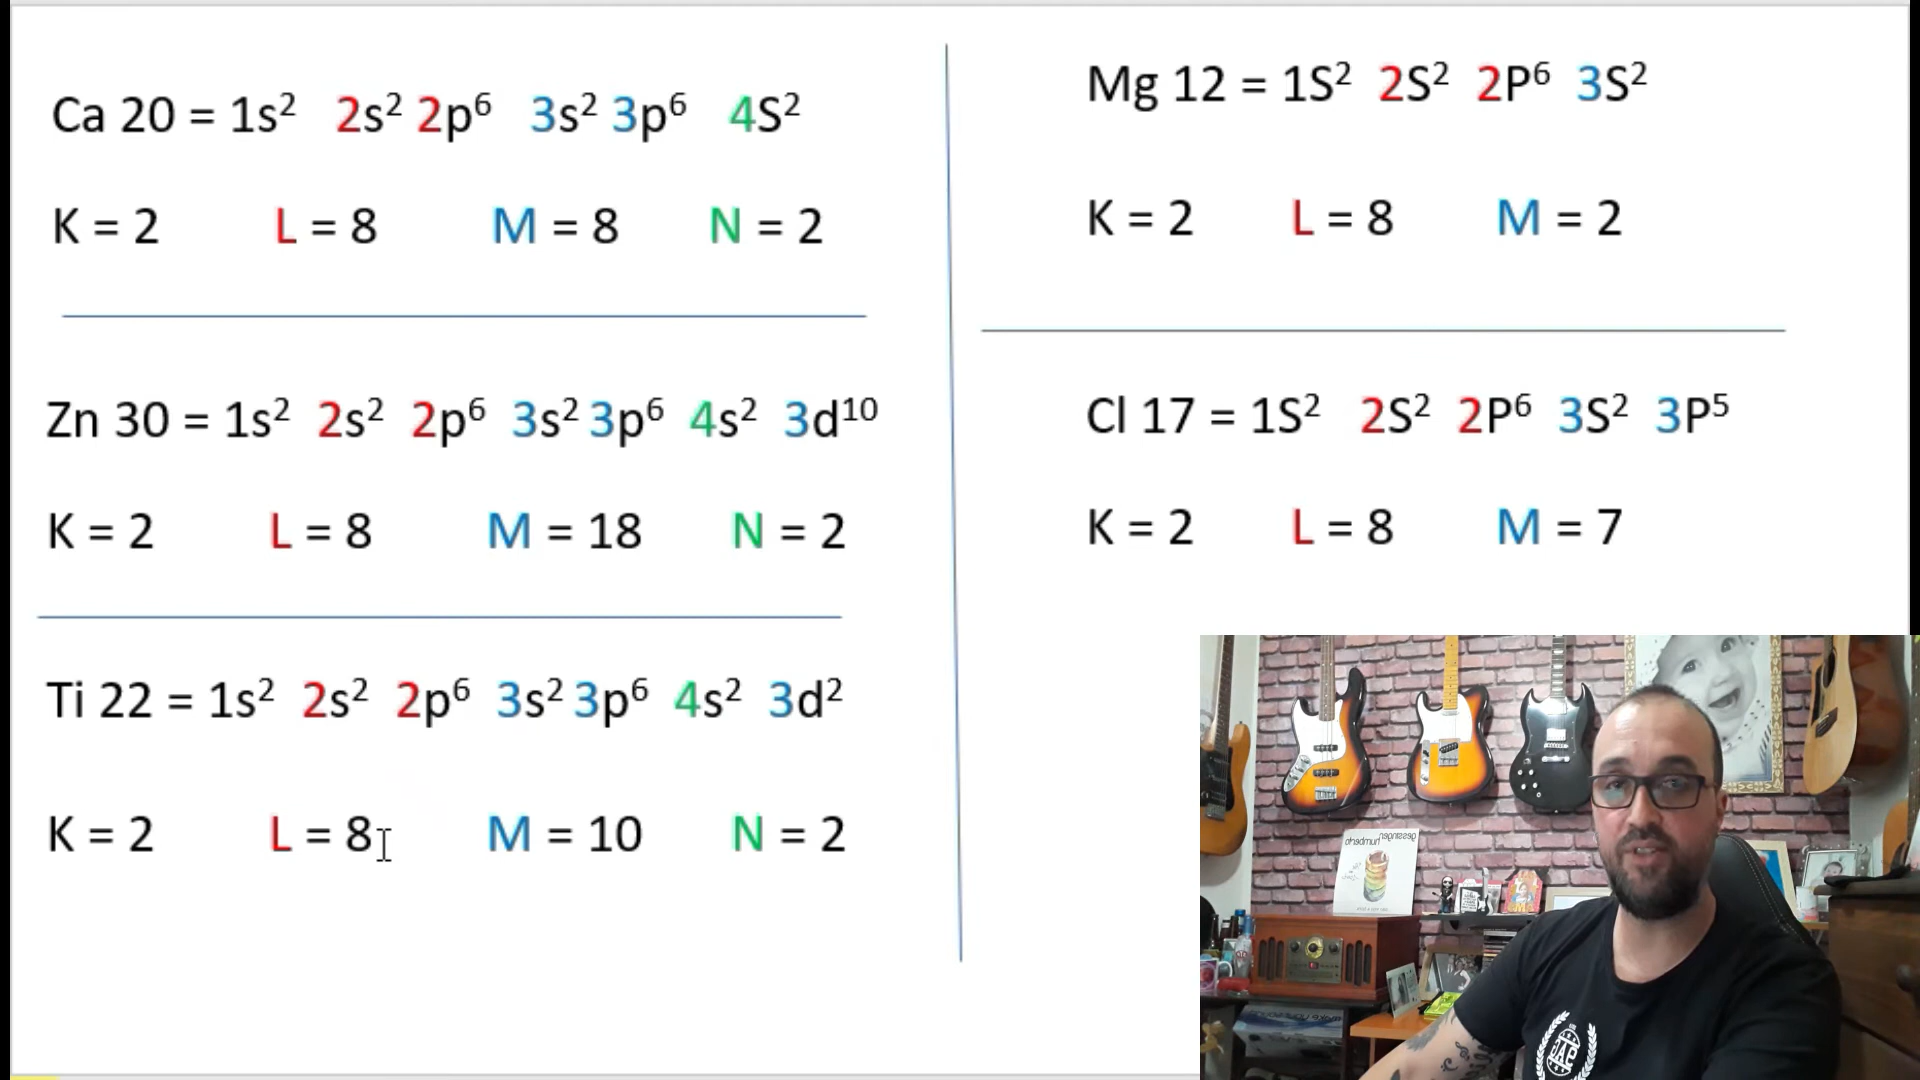 Ca 20 = 1s² 2s² 2p⁶ 3s² 3p⁶ 4S²
K = 2 L = 8 M = 8 N = 2
Zn 30 = 1s² 2s² 2p⁶ 3s² 3p⁶ 4s² 3d¹⁰
K = 2 L = 8 M = 18 N = 2
Ti 22 = 1s² 2s² 2p⁶ 3s² 3p⁶ 4s² 3d²
K = 2 L = 8 M = 10 N = 2
Mg 12 = 1S² 2S² 2P⁶ 3S²
K = 2 L = 8 M = 2
Cl 17 = 1S² 2S² 2P⁶ 3S² 3P⁵
K = 2 L = 8 M = 7
gessinger
humberto